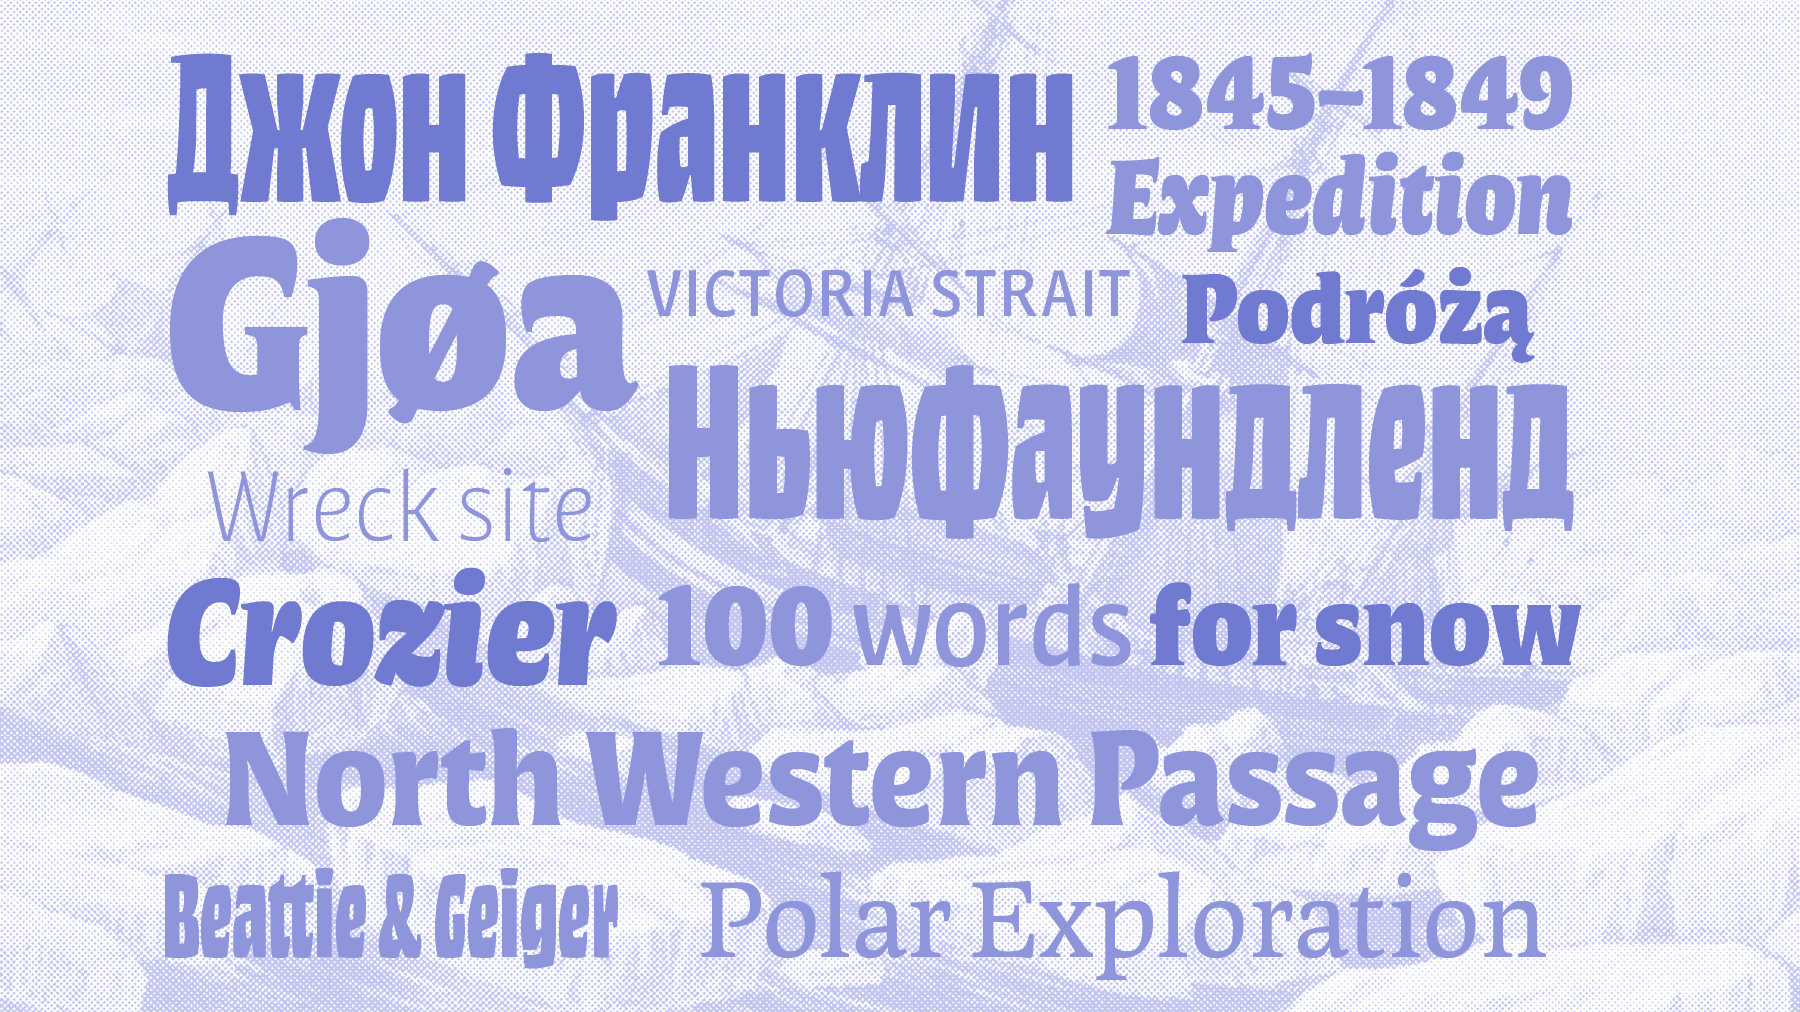 Джон Франклин
1845–1849
Expedition
Gjøa
VICTORIA STRAIT
Podróżą
Ньюфаундленд
Wreck site
Crozier
100 words for snow
North Western Passage
Beattie & Geiger
Polar Exploration